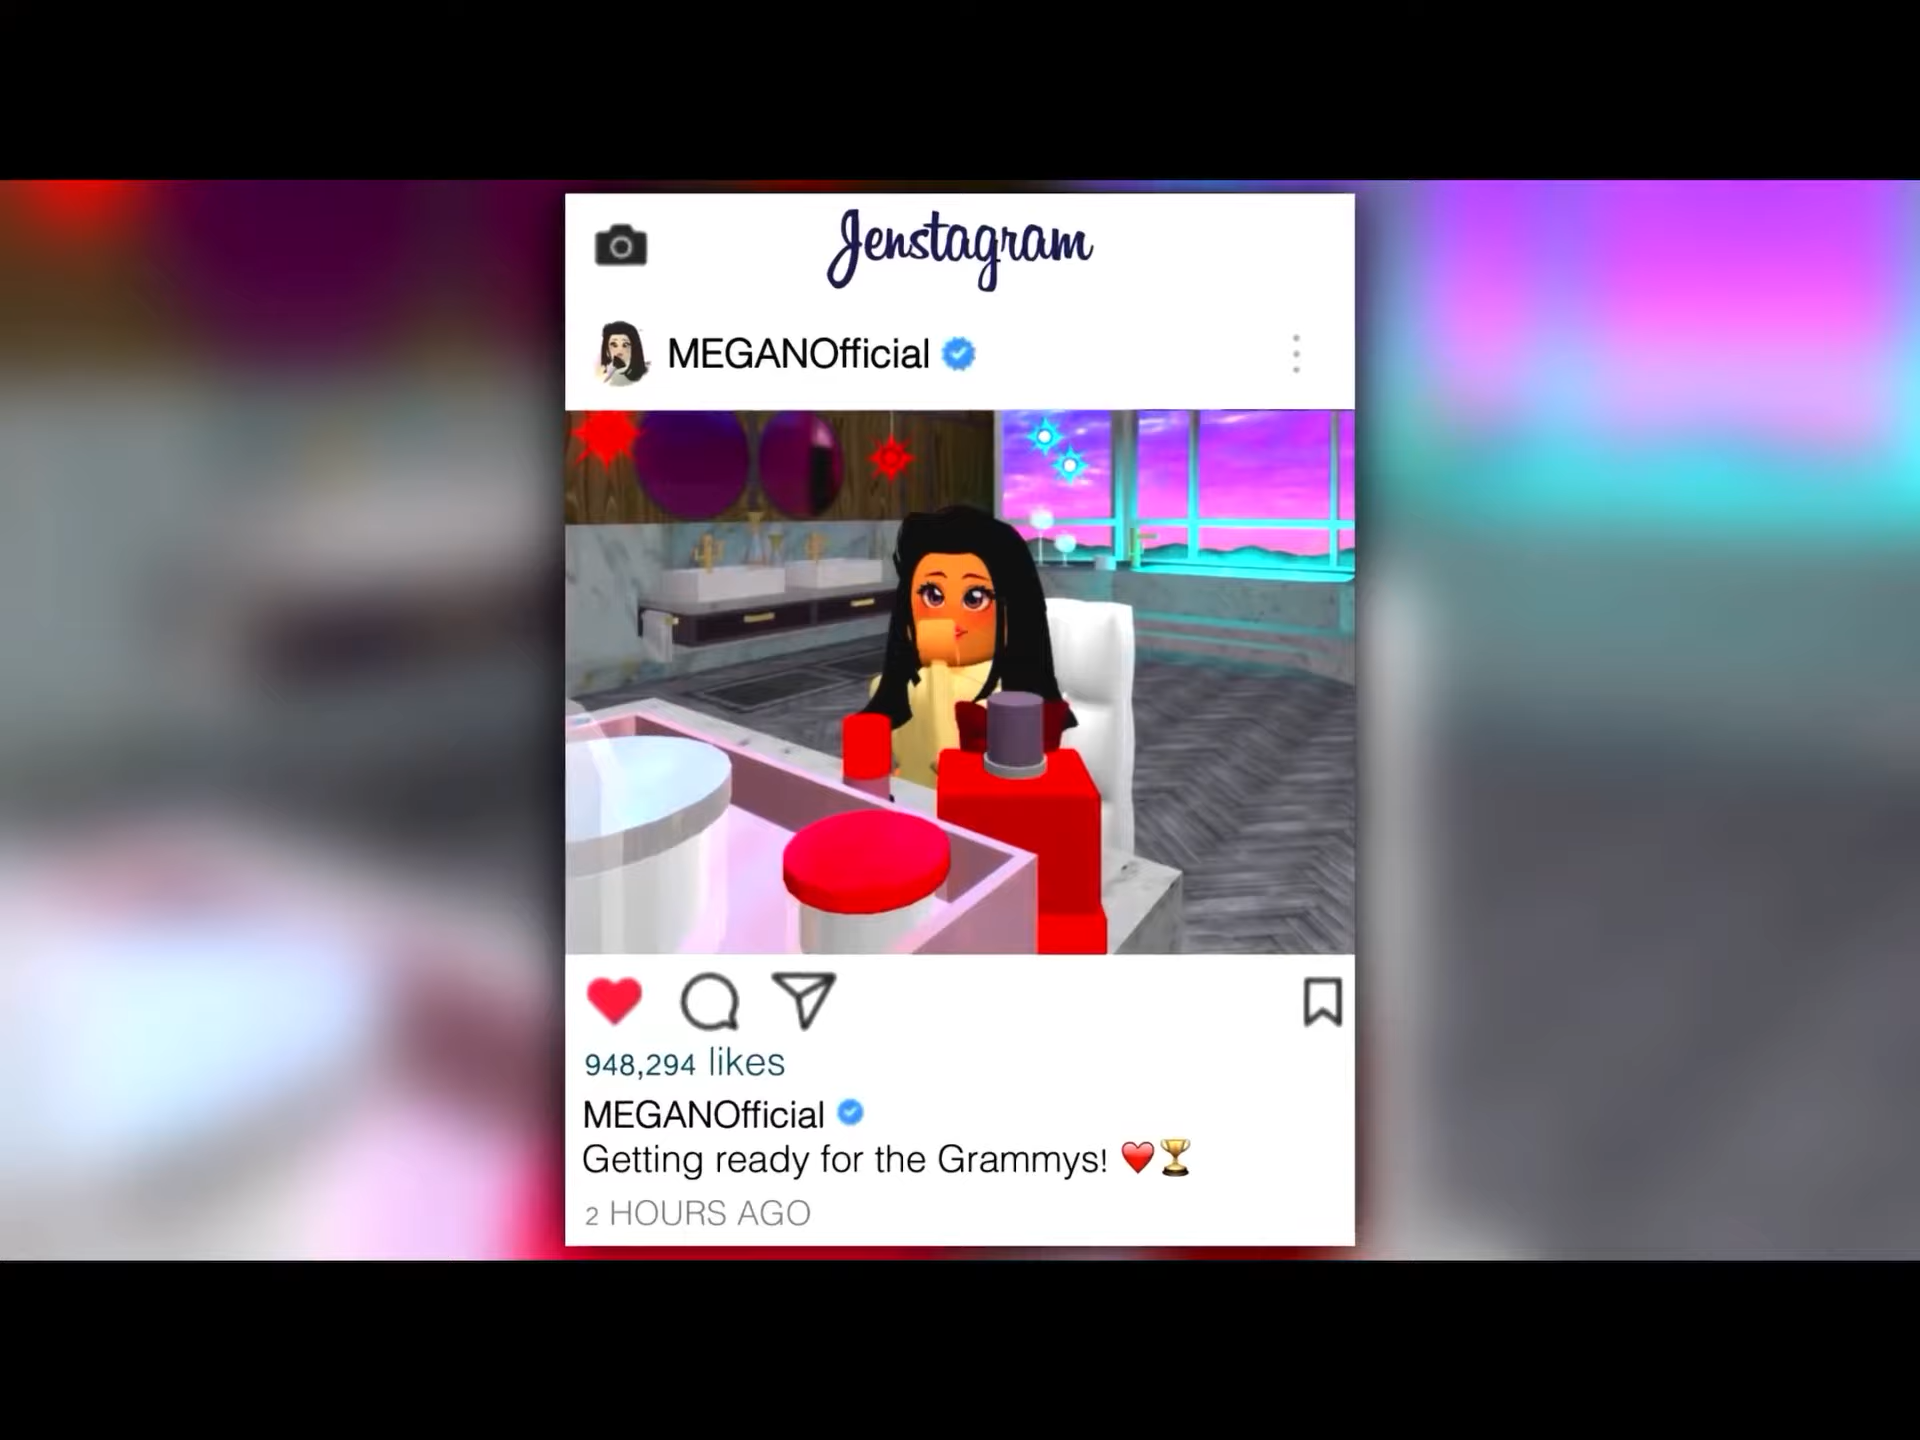 Jenstagram
MEGANOfficial
948,294 likes
MEGANOfficial
Getting ready for the Grammys! ❤️🏆
2 HOURS AGO